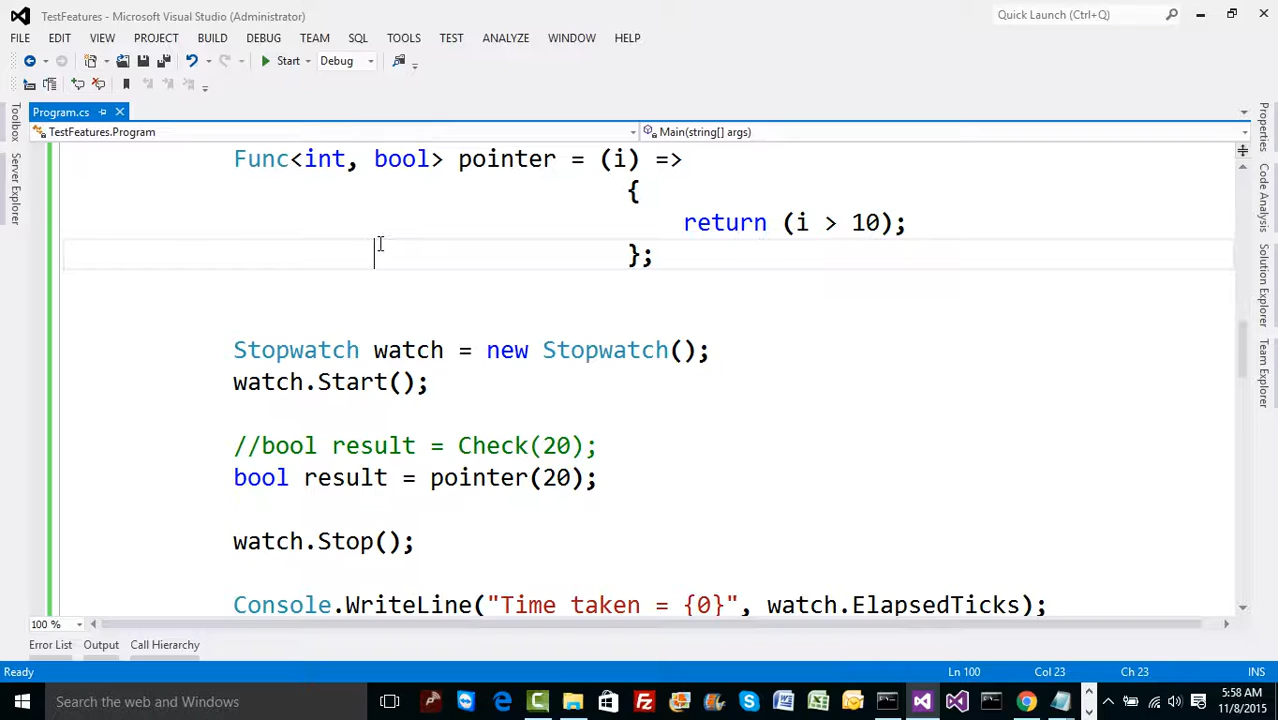 TestFeatures - Microsoft Visual Studio (Administrator)
Quick Launch (Ctrl+Q)
FILE EDIT VIEW PROJECT BUILD DEBUG TEAM SQL TOOLS TEST ANALYZE WINDOW HELP
Start Debug
Program.cs
TestFeatures.Program Main(string[] args)
Toolbox
Server Explorer
Func<int, bool> pointer = (i) =>
{
return (i > 10);
};
Stopwatch watch = new Stopwatch();
watch.Start();
//bool result = Check(20);
bool result = pointer(20);
watch.Stop();
Console.WriteLine("Time taken = {0}", watch.ElapsedTicks);
Properties
Code Analysis
Solution Explorer
Team Explorer
100 %
Error List Output Call Hierarchy
Ready Ln 100 Col 23 Ch 23 INS
Search the web and Windows
5:58 AM
11/8/2015